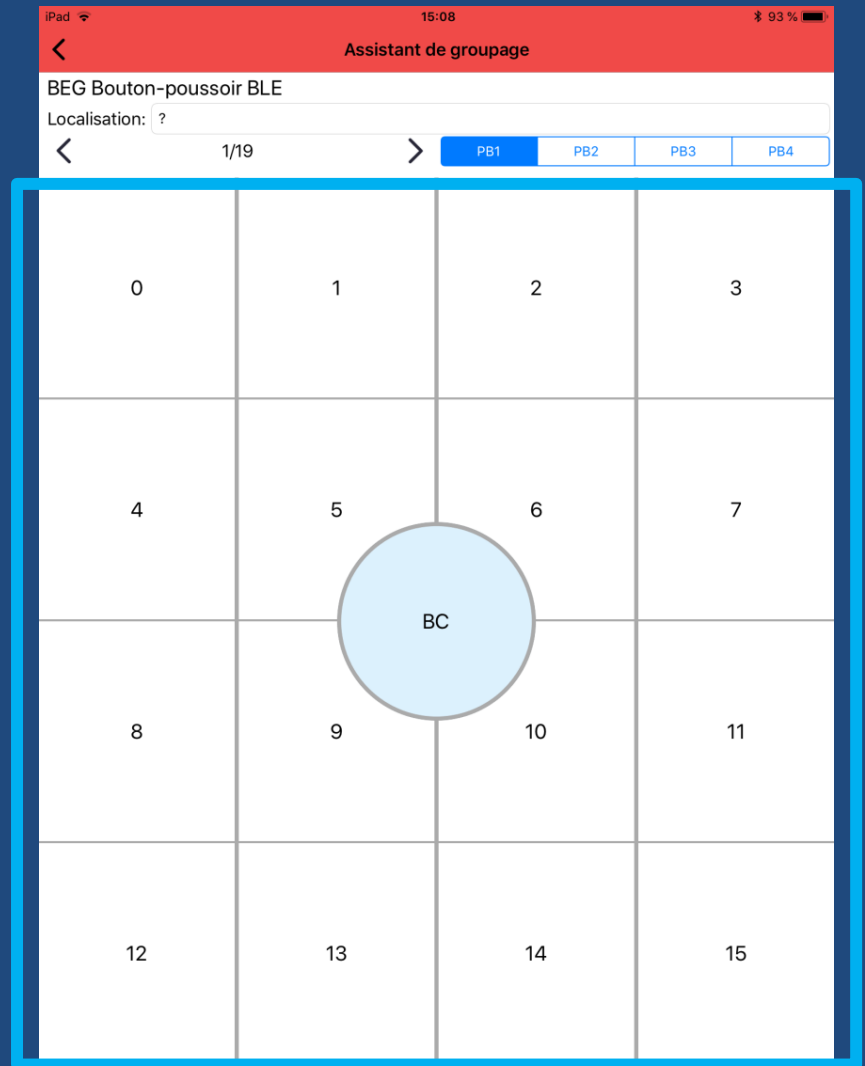 iPad 15:08 93 %
Assistant de groupage
BEG Bouton-poussoir BLE
Localisation: ?
1/19 PB1 PB2 PB3 PB4
0 1 2 3
4 5 6 7
BC
8 9 10 11
12 13 14 15